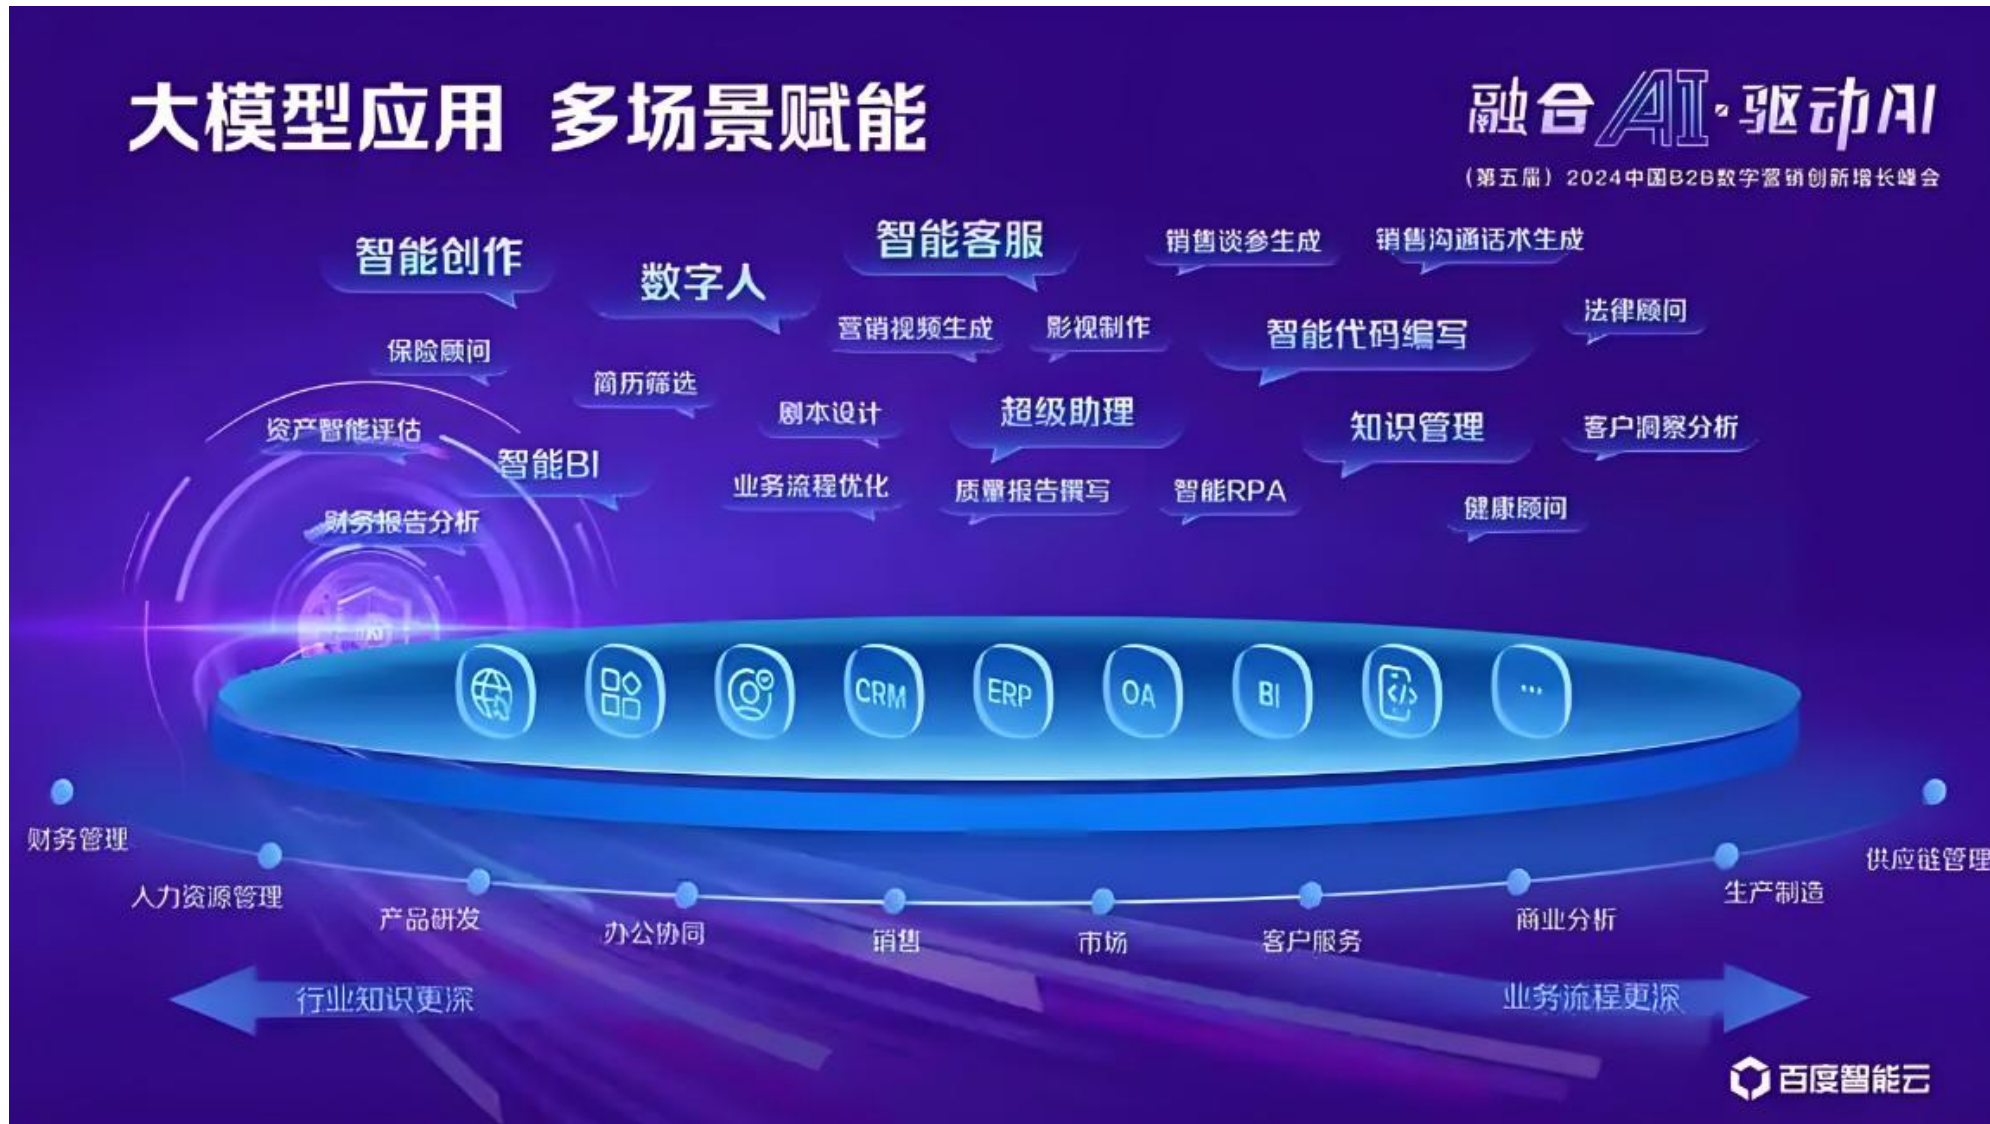 大模型应用 多场景赋能
融合AI·驱动AI
(第五届) 2024中国B2B数字营销创新增长峰会
智能创作
数字人
智能客服
销售谈参生成
销售沟通话术生成
保险顾问
简历筛选
营销视频生成
影视制作
智能代码编写
法律顾问
资产智能评估
智能BI
剧本设计
超级助理
知识管理
客户洞察分析
财务报告分析
业务流程优化
质量报告撰写
智能RPA
健康顾问
CRM
ERP
OA
BI
</>
...
财务管理
人力资源管理
产品研发
办公协同
销售
市场
客户服务
商业分析
生产制造
供应链管理
行业知识更深
业务流程更深
百度智能云